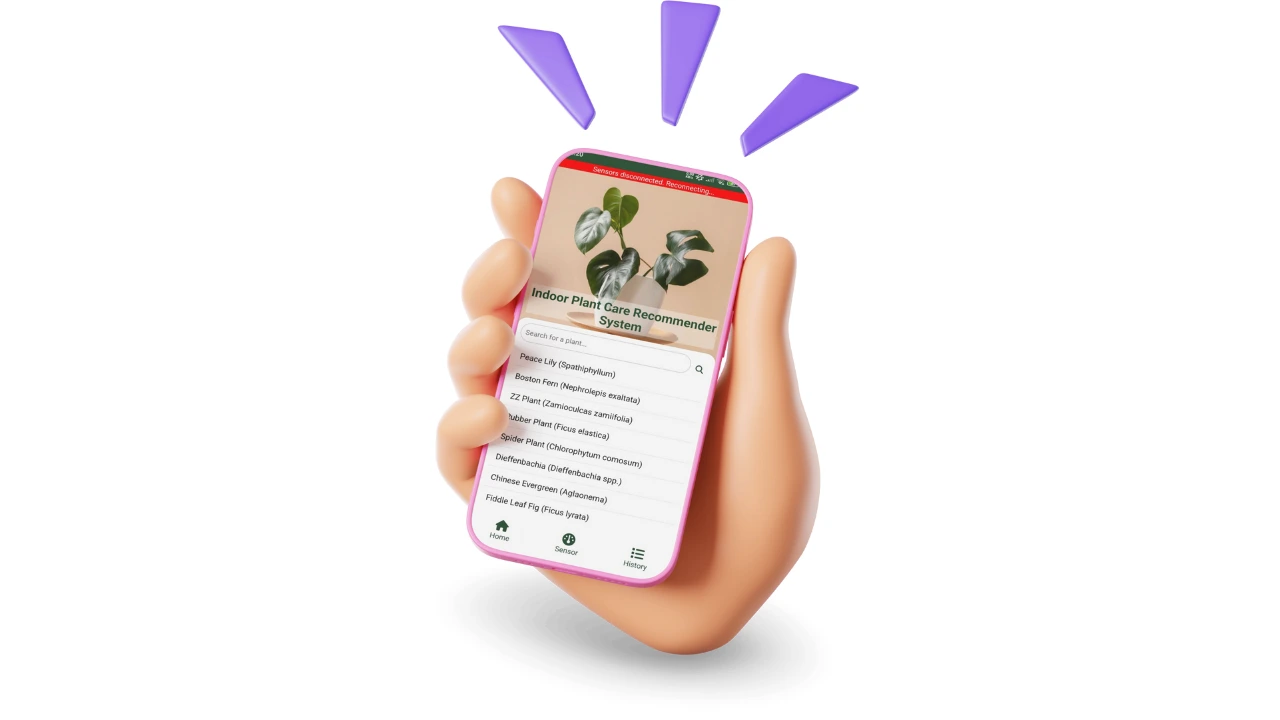 20
Sensors disconnected. Reconnecting...
Indoor Plant Care Recommender
System
Search for a plant...
Peace Lily (Spathiphyllum)
Boston Fern (Nephrolepis exaltata)
ZZ Plant (Zamioculcas zamiifolia)
Rubber Plant (Ficus elastica)
Spider Plant (Chlorophytum comosum)
Dieffenbachia (Dieffenbachia spp.)
Chinese Evergreen (Aglaonema)
Fiddle Leaf Fig (Ficus lyrata)
Home
Sensor
History